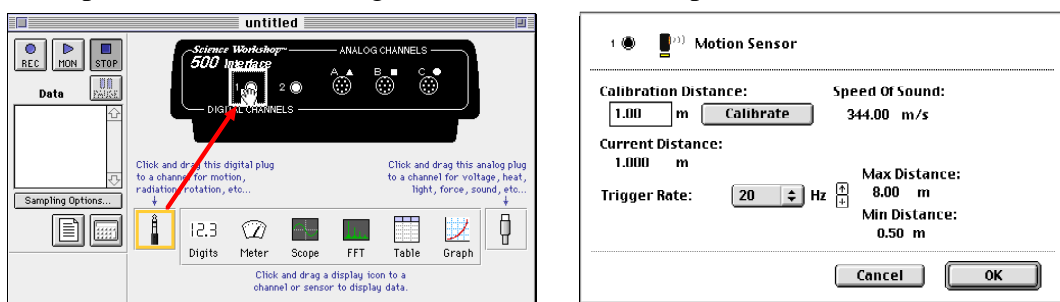 untitled
REC MON STOP
Data PAUSE
Sampling Options...
Science Workshop™
500 Interface
ANALOG CHANNELS
A B C
1 2
DIGITAL CHANNELS
Click and drag this digital plug
to a channel for motion,
radiation, rotation, etc...
Click and drag this analog plug
to a channel for voltage, heat,
light, force, sound, etc...
12.3
Digits Meter Scope FFT Table Graph
Click and drag a display icon to a
channel or sensor to display data.
1 Motion Sensor
Calibration Distance: Speed Of Sound:
1.00 m Calibrate 344.00 m/s
Current Distance:
1.000 m
Max Distance:
Trigger Rate: 20 Hz 8.00 m
Min Distance:
0.50 m
Cancel OK